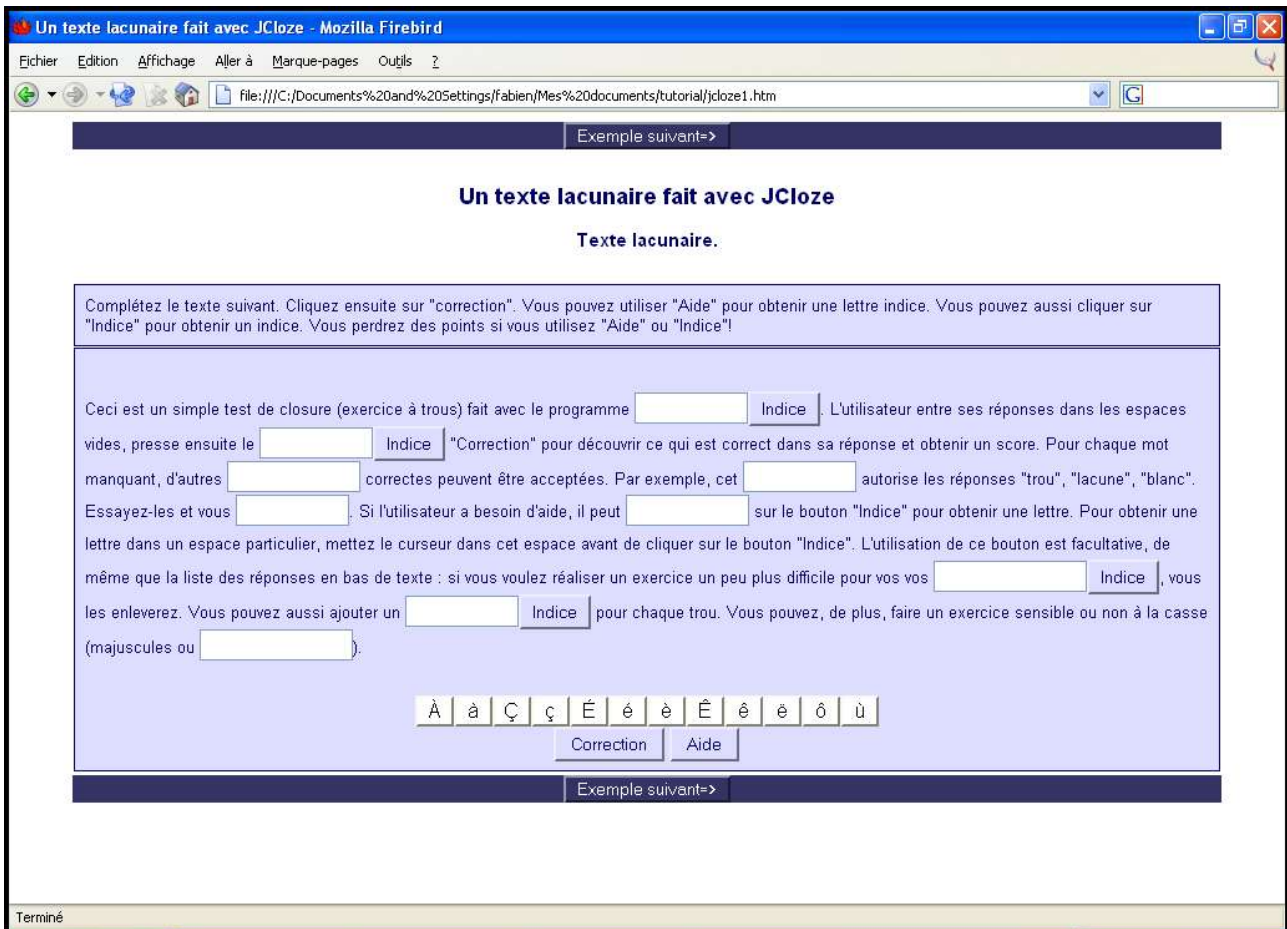 Un texte lacunaire fait avec JCloze - Mozilla Firebird
Fichier Edition Affichage Aller à Marque-pages Outils ?
file:///C:/Documents%20and%20Settings/fabien/Mes%20documents/tutorial/jcloze1.htm G
Exemple suivant=>
Un texte lacunaire fait avec JCloze
Texte lacunaire.
Complétez le texte suivant. Cliquez ensuite sur "correction". Vous pouvez utiliser "Aide" pour obtenir une lettre indice. Vous pouvez aussi cliquer sur
"Indice" pour obtenir un indice. Vous perdrez des points si vous utilisez "Aide" ou "Indice"!
Ceci est un simple test de closure (exercice à trous) fait avec le programme Indice . L'utilisateur entre ses réponses dans les espaces
vides, presse ensuite le Indice "Correction" pour découvrir ce qui est correct dans sa réponse et obtenir un score. Pour chaque mot
manquant, d'autres correctes peuvent être acceptées. Par exemple, cet autorise les réponses "trou", "lacune", "blanc".
Essayez-les et vous . Si l'utilisateur a besoin d'aide, il peut sur le bouton "Indice" pour obtenir une lettre. Pour obtenir une
lettre dans un espace particulier, mettez le curseur dans cet espace avant de cliquer sur le bouton "Indice". L'utilisation de ce bouton est facultative, de
même que la liste des réponses en bas de texte : si vous voulez réaliser un exercice un peu plus difficile pour vos vos Indice , vous
les enleverez. Vous pouvez aussi ajouter un Indice pour chaque trou. Vous pouvez, de plus, faire un exercice sensible ou non à la casse
(majuscules ou ).
À à Ç ç É é è Ê ê ë ô ù
Correction Aide
Exemple suivant=>
Terminé